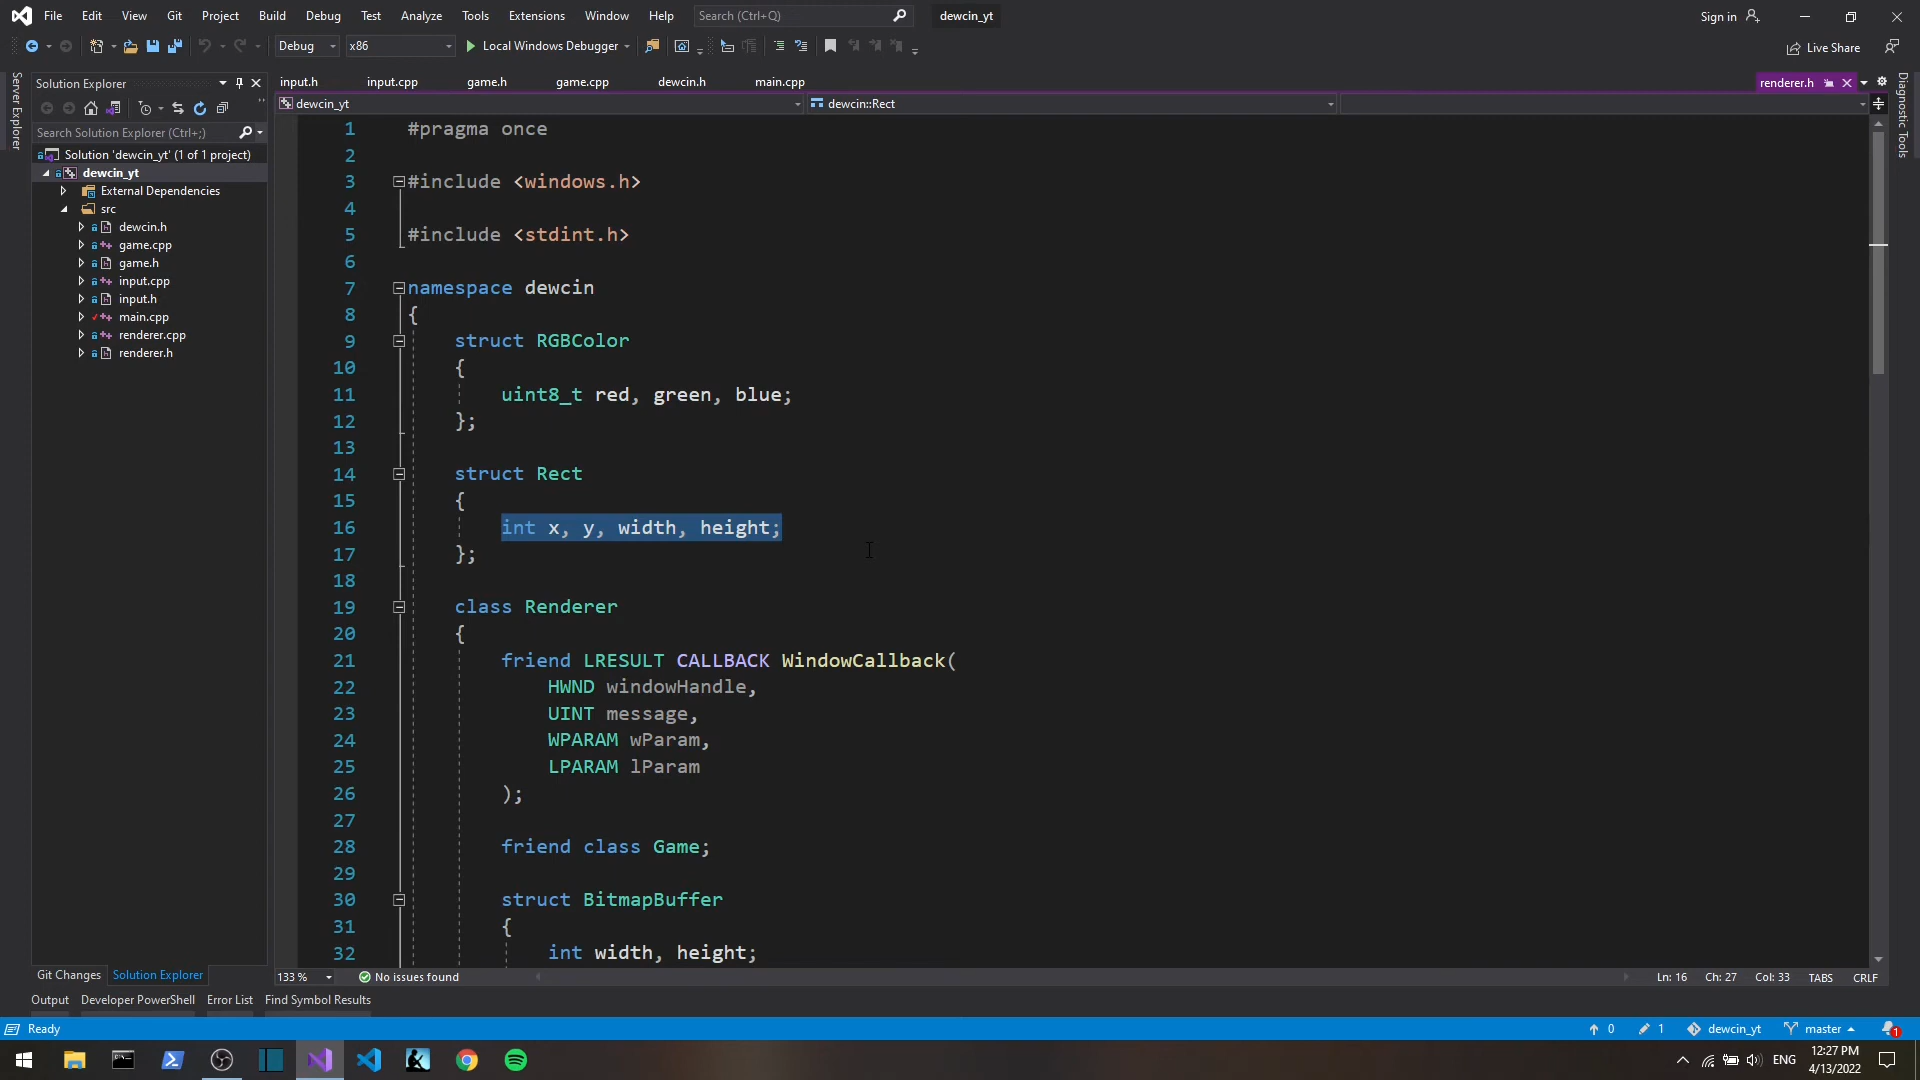 File Edit View Git Project Build Debug Test Analyze Tools Extensions Window Help Search (Ctrl+Q) dewcin_yt Sign in
Debug x86 Local Windows Debugger Live Share
Server Explorer
Solution Explorer
Search Solution Explorer (Ctrl+;)
Solution 'dewcin_yt' (1 of 1 project)
dewcin_yt
External Dependencies
src
dewcin.h
game.cpp
game.h
input.cpp
input.h
main.cpp
renderer.cpp
renderer.h
Git Changes Solution Explorer
input.h input.cpp game.h game.cpp dewcin.h main.cpp renderer.h
dewcin_yt dewcin::Rect
1 #pragma once
2
3 #include <windows.h>
4
5 #include <stdint.h>
6
7 namespace dewcin
8 {
9 struct RGBColor
10 {
11 uint8_t red, green, blue;
12 };
13
14 struct Rect
15 {
16 int x, y, width, height;
17 };
18
19 class Renderer
20 {
21 friend LRESULT CALLBACK WindowCallback(
22 HWND windowHandle,
23 UINT message,
24 WPARAM wParam,
25 LPARAM lParam
26 );
27
28 friend class Game;
29
30 struct BitmapBuffer
31 {
32 int width, height;
133 % No issues found Ln: 16 Ch: 27 Col: 33 TABS CRLF
Diagnostic Tools
Output Developer PowerShell Error List Find Symbol Results
Ready 0 1 dewcin_yt master 1
ENG 12:27 PM
4/13/2022